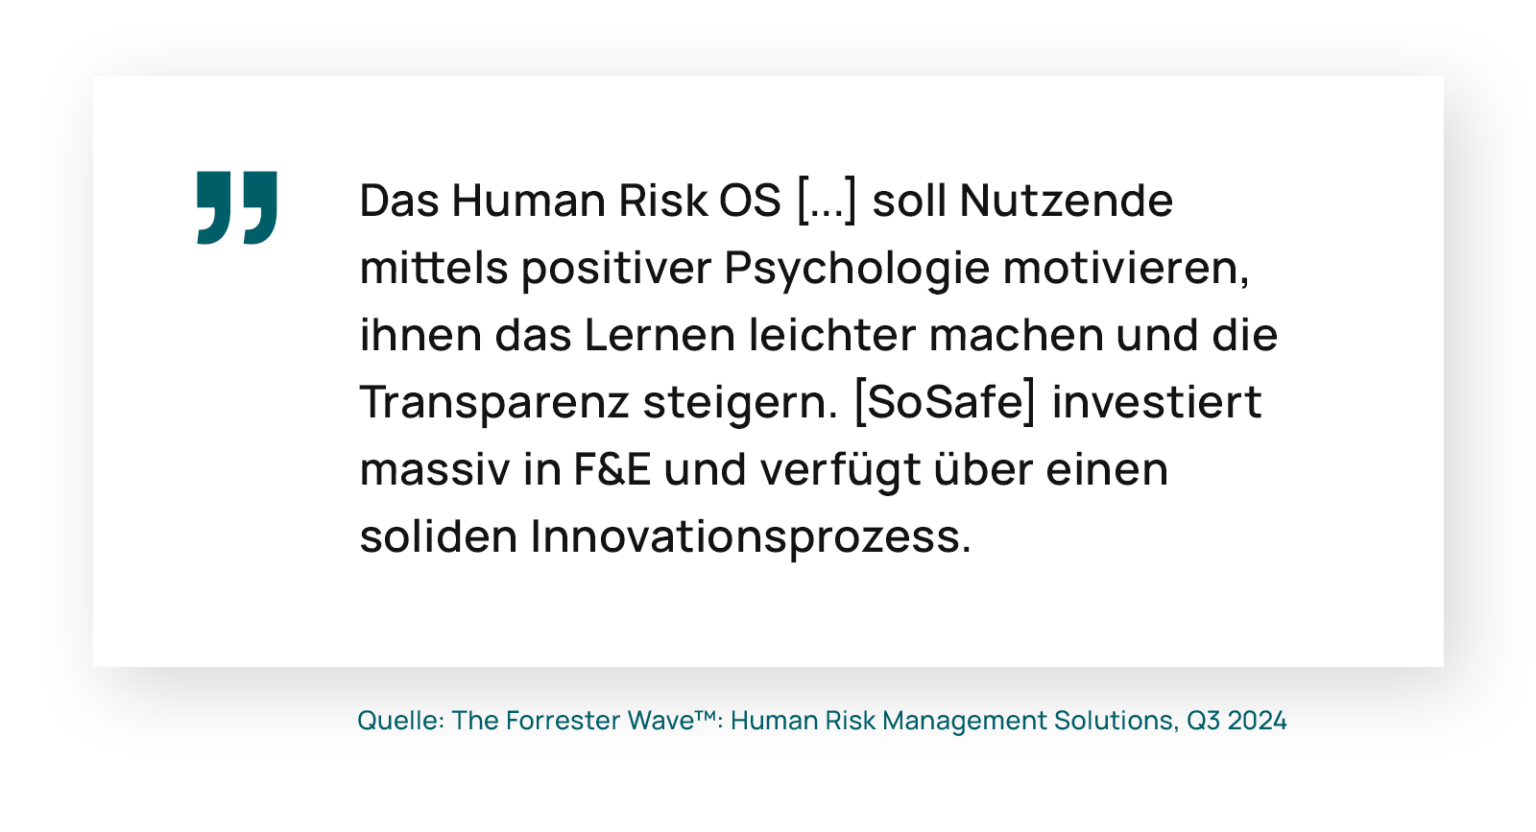 ”
Das Human Risk OS [...] soll Nutzende
mittels positiver Psychologie motivieren,
ihnen das Lernen leichter machen und die
Transparenz steigern. [SoSafe] investiert
massiv in F&E und verfügt über einen
soliden Innovationsprozess.
Quelle: The Forrester Wave™: Human Risk Management Solutions, Q3 2024